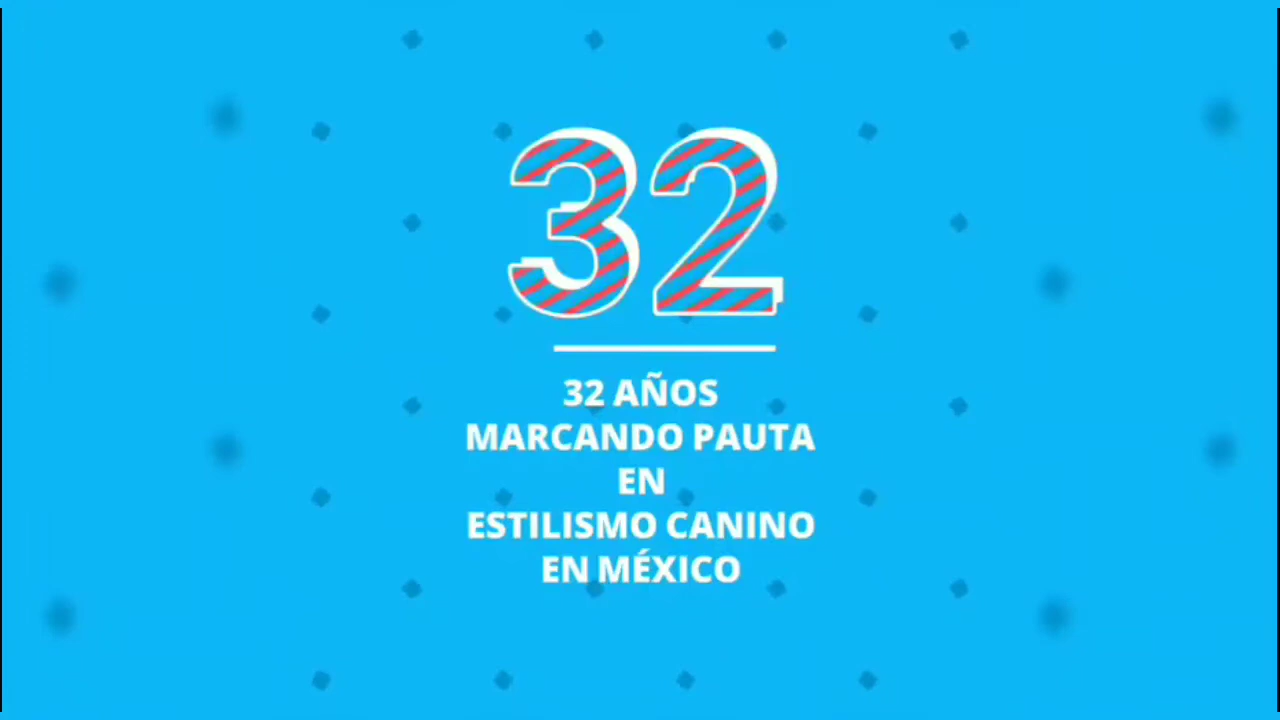 32
32 AÑOS
MARCANDO PAUTA
EN
ESTILISMO CANINO
EN MÉXICO